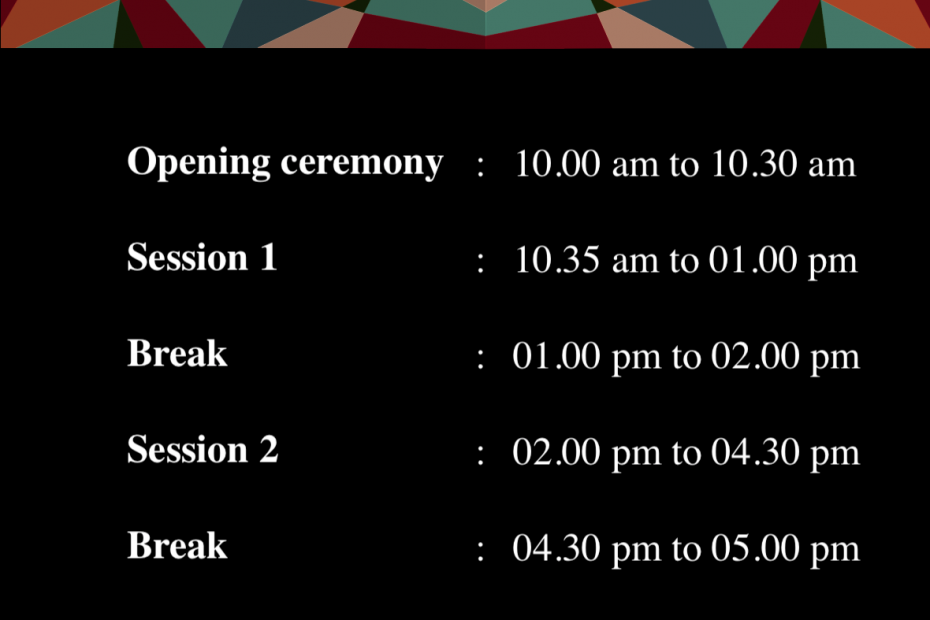 Opening ceremony : 10.00 am to 10.30 am
Session 1 : 10.35 am to 01.00 pm
Break : 01.00 pm to 02.00 pm
Session 2 : 02.00 pm to 04.30 pm
Break : 04.30 pm to 05.00 pm